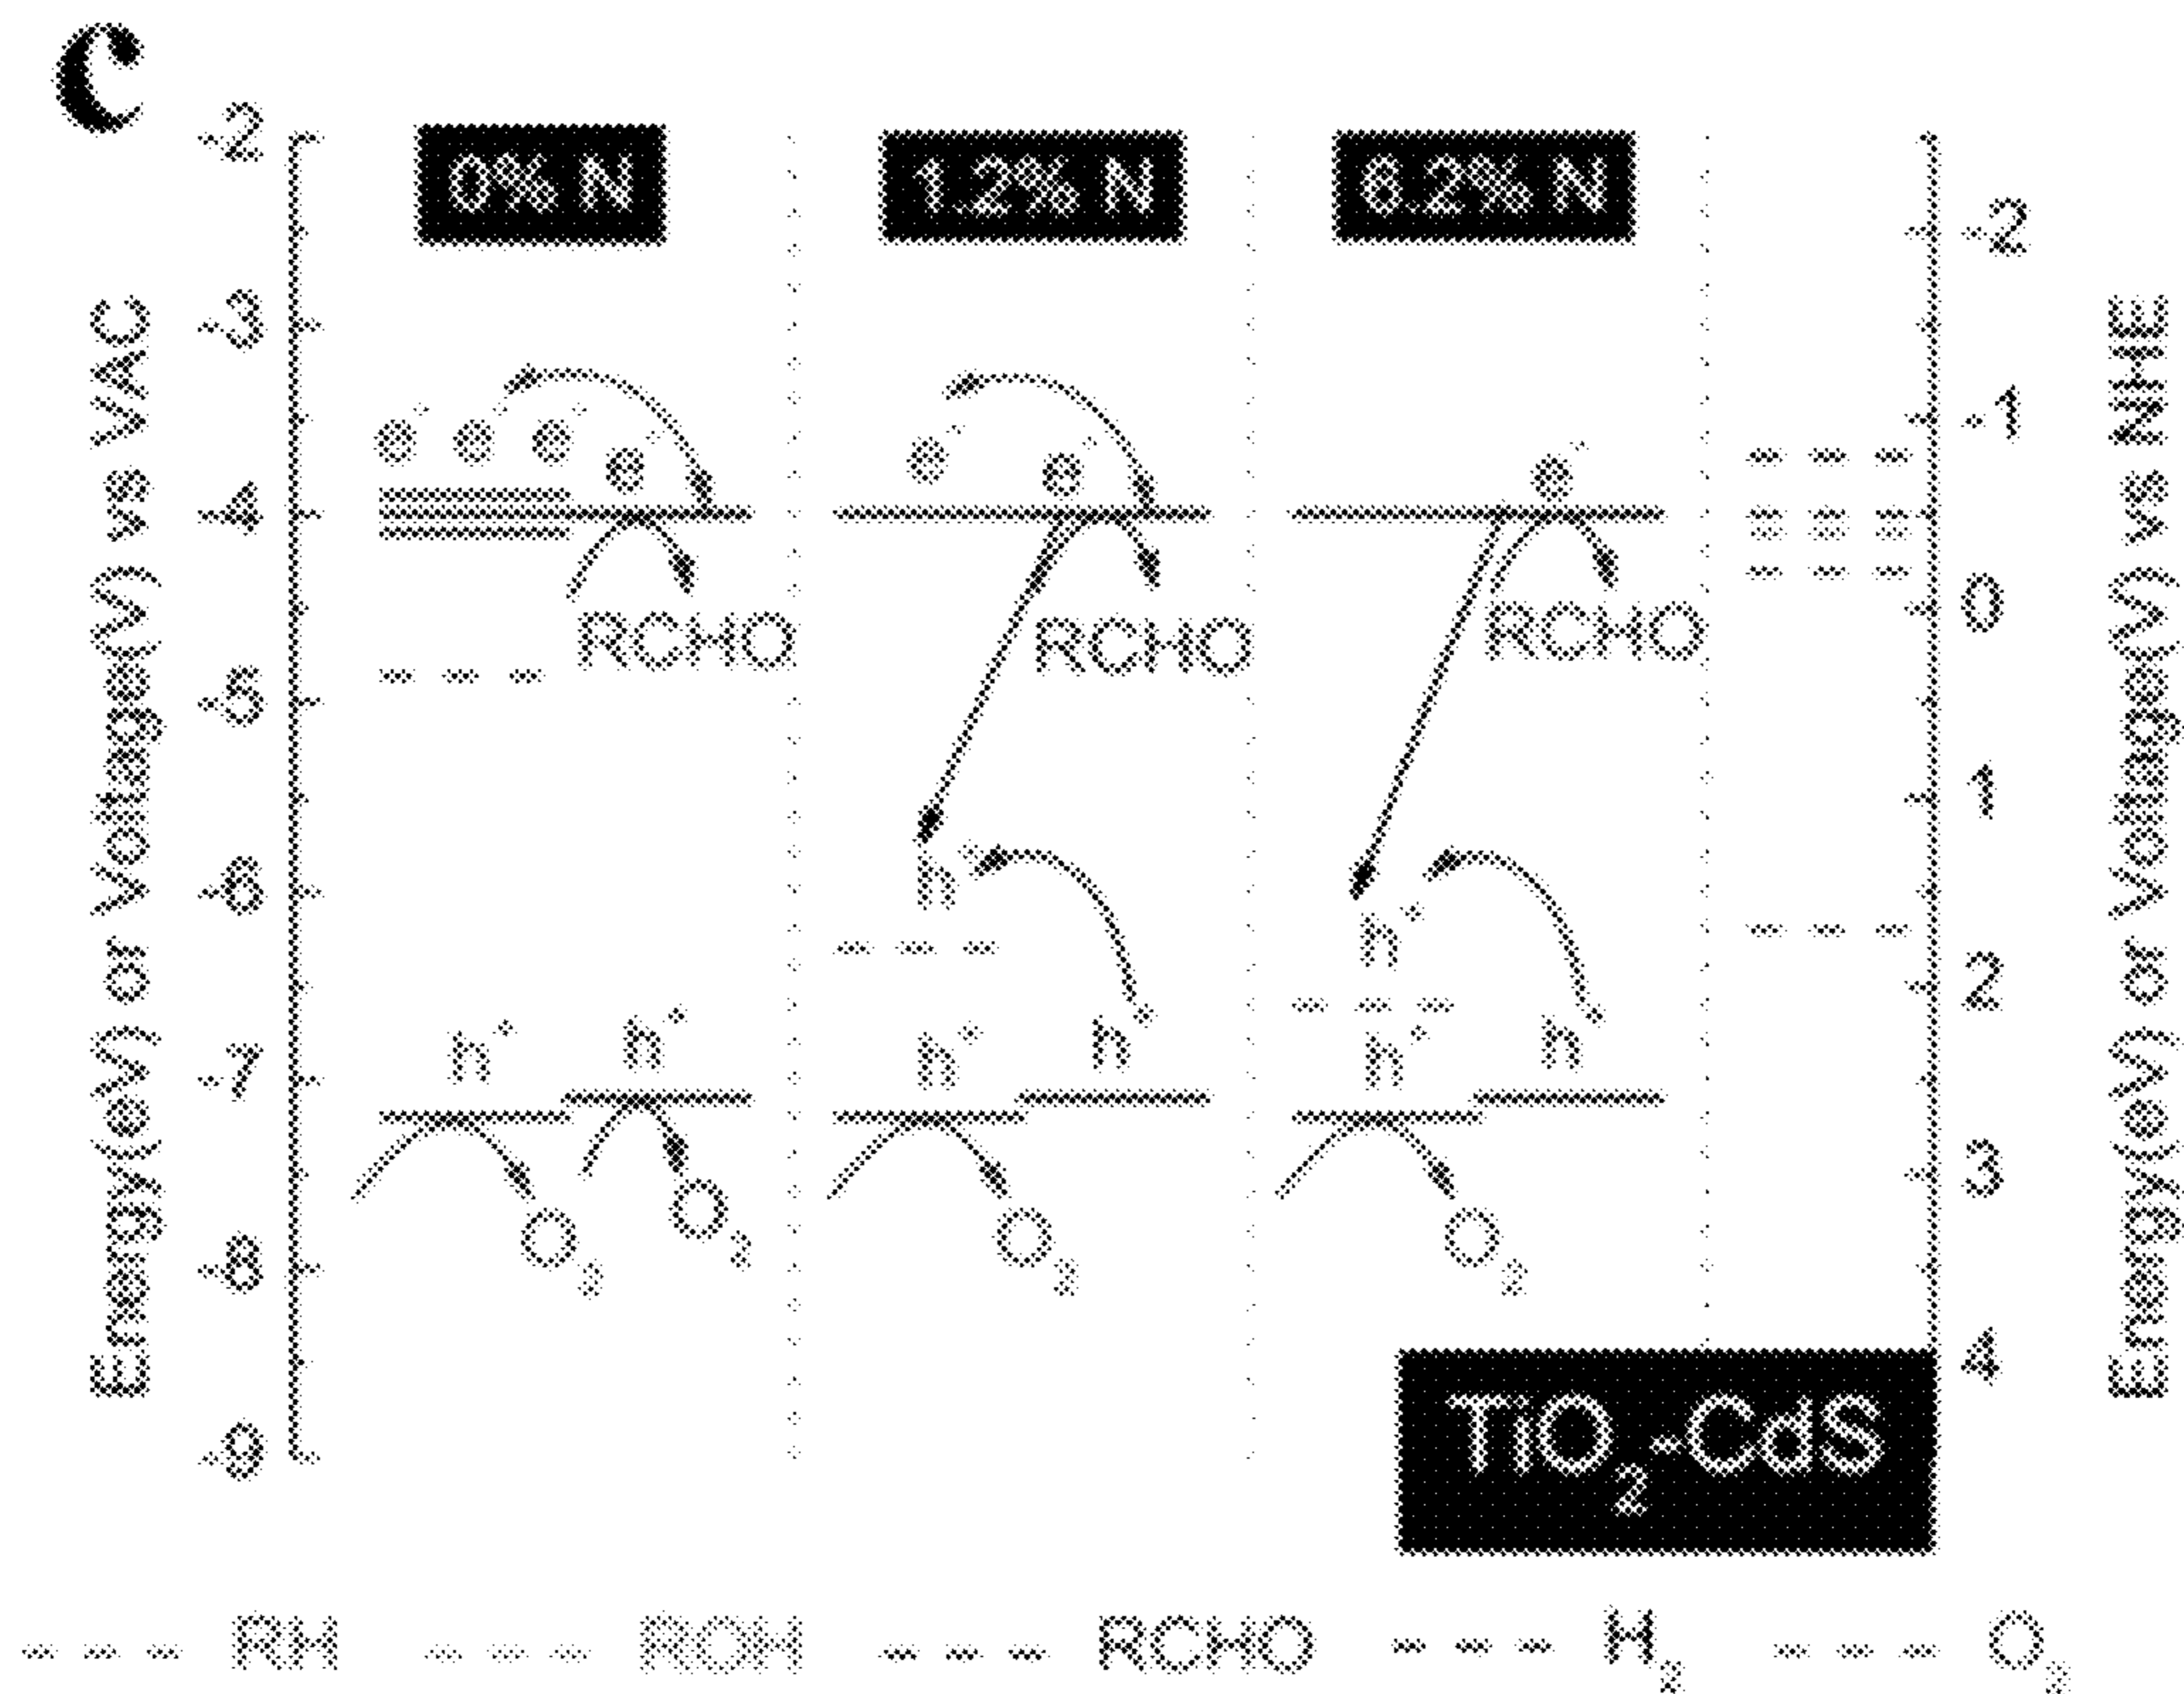 c
0% N
1.2% N
6.2% N
Energy(eV) or Voltage(V) vs VAC
-2
-3
-4
-5
-6
-7
-8
-9
e- e- e- e-
RCHO
h+ h+
O2 O2
e- e-
RCHO
h+
h+ h+
O2
e-
RCHO
h+
h+ h+
O2
-2
-1
0
1
2
3
4
Energy(eV) or Voltage(V) vs NHE
TiO2-CdS
RH ROH RCHO H2 O2